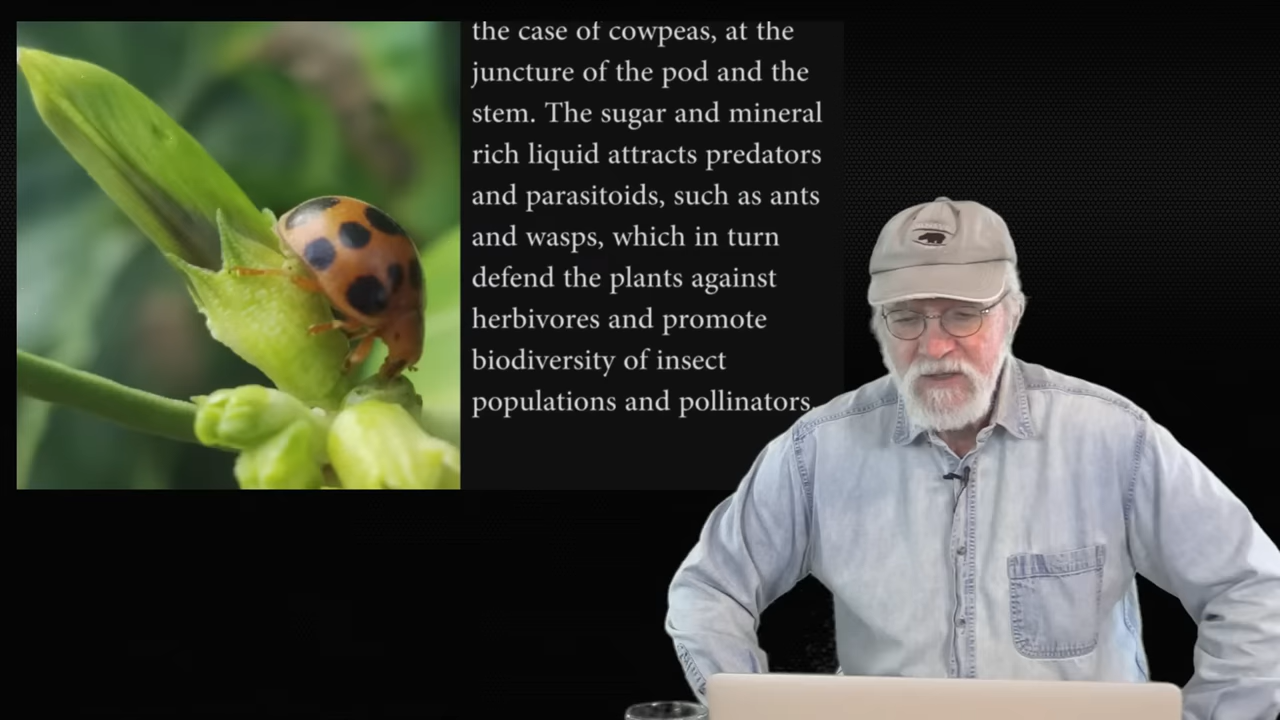 the case of cowpeas, at the
juncture of the pod and the
stem. The sugar and mineral
rich liquid attracts predators
and parasitoids, such as ants
and wasps, which in turn
defend the plants against
herbivores and promote
biodiversity of insect
populations and pollinators.